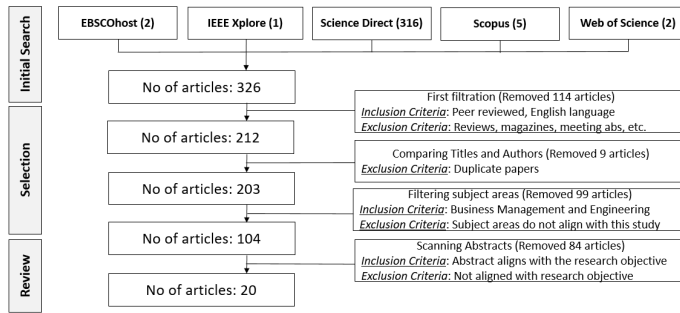 Initial Search
EBSCOhost (2)
IEEE Xplore (1)
Science Direct (316)
Scopus (5)
Web of Science (2)
No of articles: 326
Selection
First filtration (Removed 114 articles)
Inclusion Criteria: Peer reviewed, English language
Exclusion Criteria: Reviews, magazines, meeting abs, etc.
No of articles: 212
Comparing Titles and Authors (Removed 9 articles)
Exclusion Criteria: Duplicate papers
No of articles: 203
Filtering subject areas (Removed 99 articles)
Inclusion Criteria: Business Management and Engineering
Exclusion Criteria: Subject areas do not align with this study
No of articles: 104
Review
Scanning Abstracts (Removed 84 articles)
Inclusion Criteria: Abstract aligns with the research objective
Exclusion Criteria: Not aligned with research objective
No of articles: 20